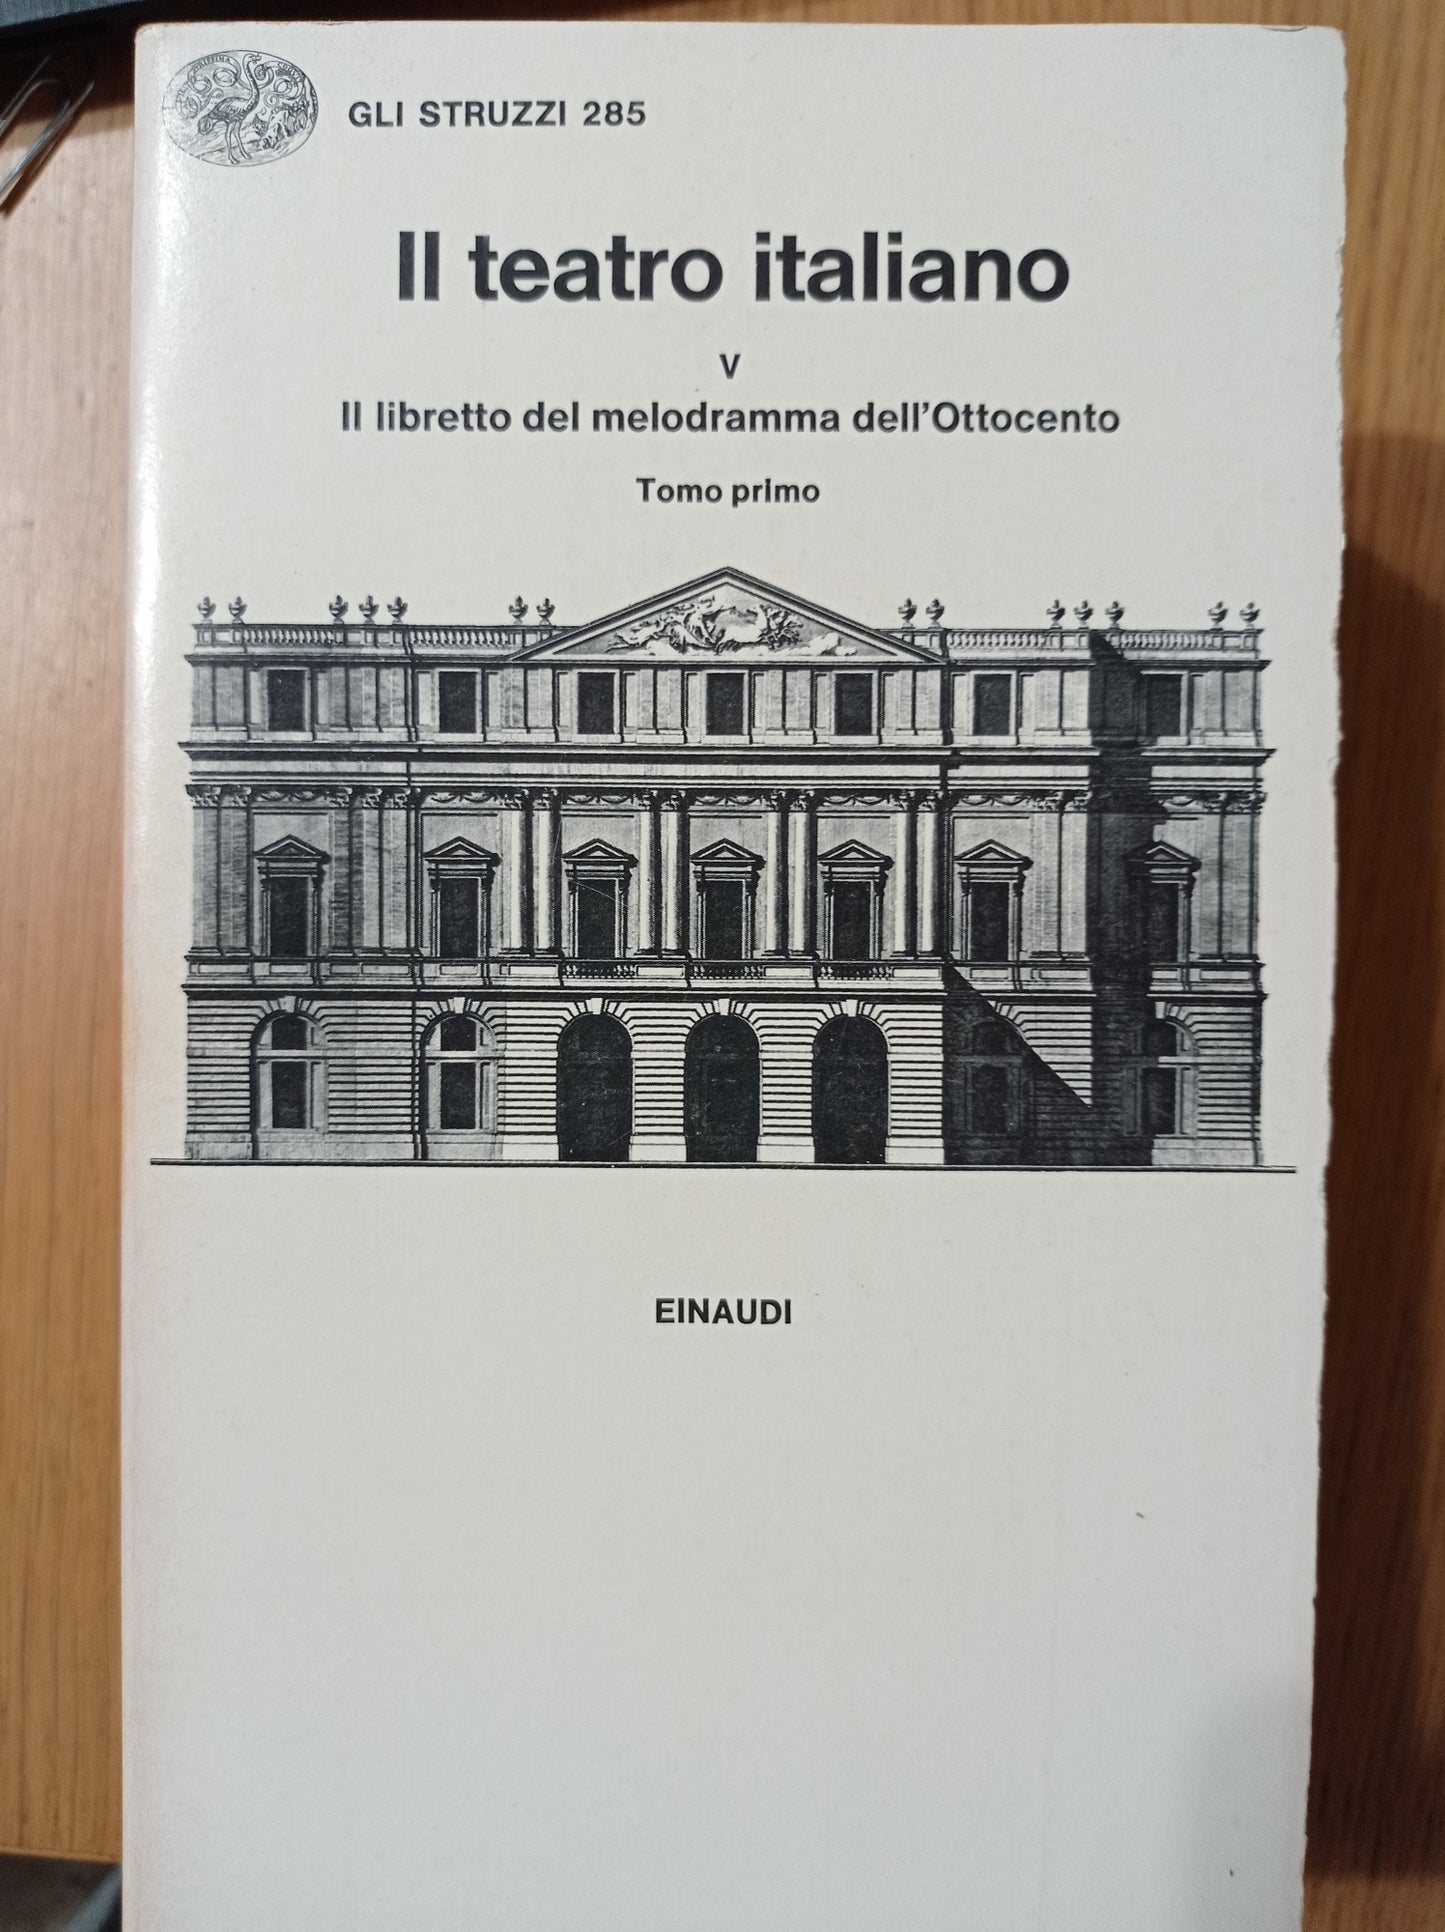 GLI STRUZZI 285
Il teatro italiano
V
Il libretto del melodramma dell'Ottocento
Tomo primo
EINAUDI